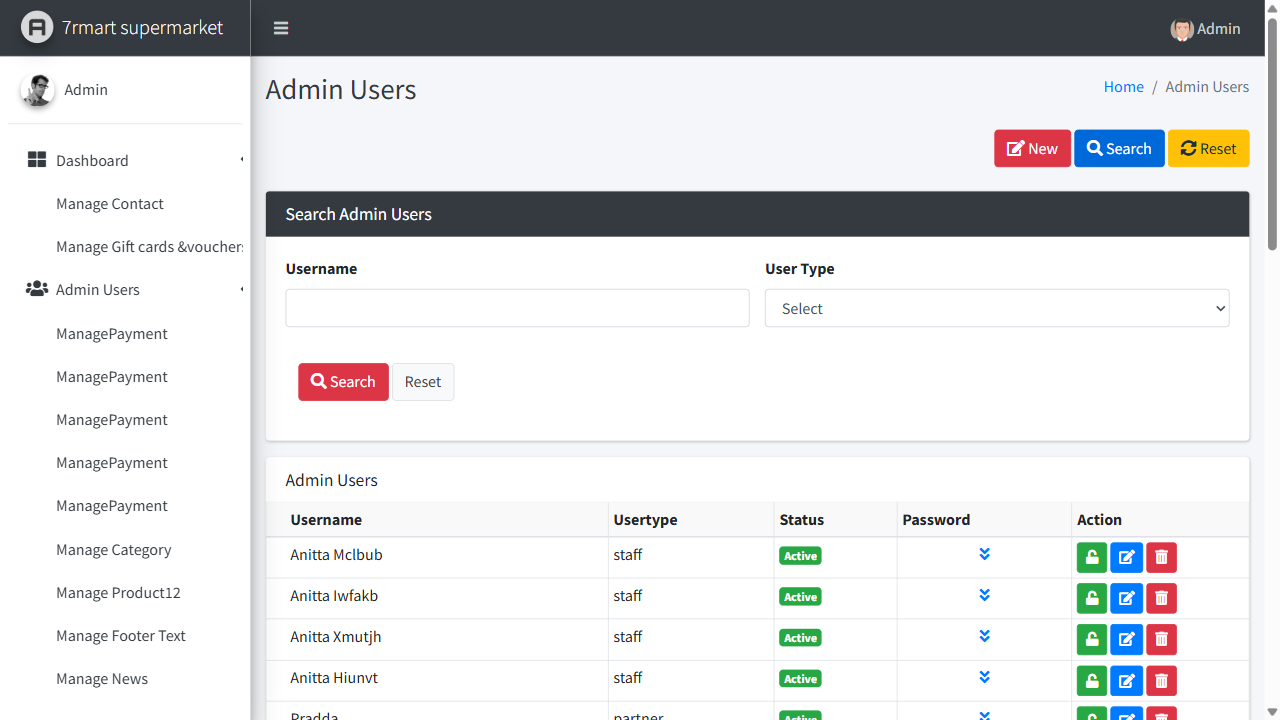 7rmart supermarket
Admin
Admin
Dashboard
Manage Contact
Manage Gift cards &vouchers
Admin Users
ManagePayment
ManagePayment
ManagePayment
ManagePayment
ManagePayment
Manage Category
Manage Product12
Manage Footer Text
Manage News
Admin Users
Home / Admin Users
New Search Reset
Search Admin Users
Username User Type
Select
Search Reset
Admin Users
Username Usertype Status Password Action
Anitta Mclbub staff Active
Anitta Iwfakb staff Active
Anitta Xmutjh staff Active
Anitta Hiunvt staff Active
Pradda partner Active